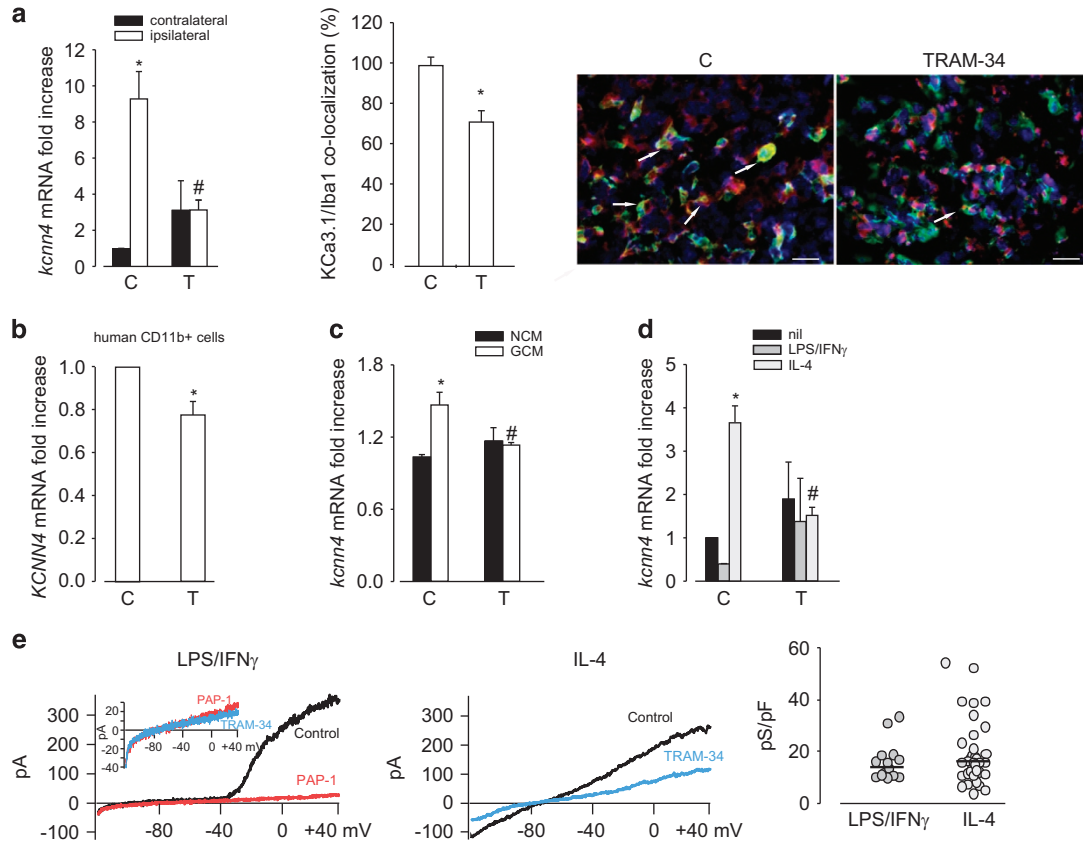 a
contralateral
ipsilateral
kcnn4 mRNA fold increase
12
10
8
6
4
2
0
*
#
C
T
KCa3.1/Iba1 co-localization (%)
120
100
80
60
40
20
0
*
C
T
C
TRAM-34
b
human CD11b+ cells
KCNN4 mRNA fold increase
1.0
0.8
0.6
0.4
0.2
0.0
*
C
T
c
NCM
GCM
kcnn4 mRNA fold increase
1.8
1.2
0.6
0.0
*
#
C
T
d
nil
LPS/IFNγ
IL-4
kcnn4 mRNA fold increase
5
4
3
2
1
0
*
#
C
T
e
LPS/IFNγ
pA
300
200
100
0
-100
-80
-40
0
+40 mV
Control
PAP-1
pA
20
0
-20
-40
-80
0
+40 mV
PAP-1
TRAM-34
IL-4
pA
300
200
100
0
-100
-80
-40
0
+40 mV
Control
TRAM-34
pS/pF
60
40
20
0
LPS/IFNγ
IL-4